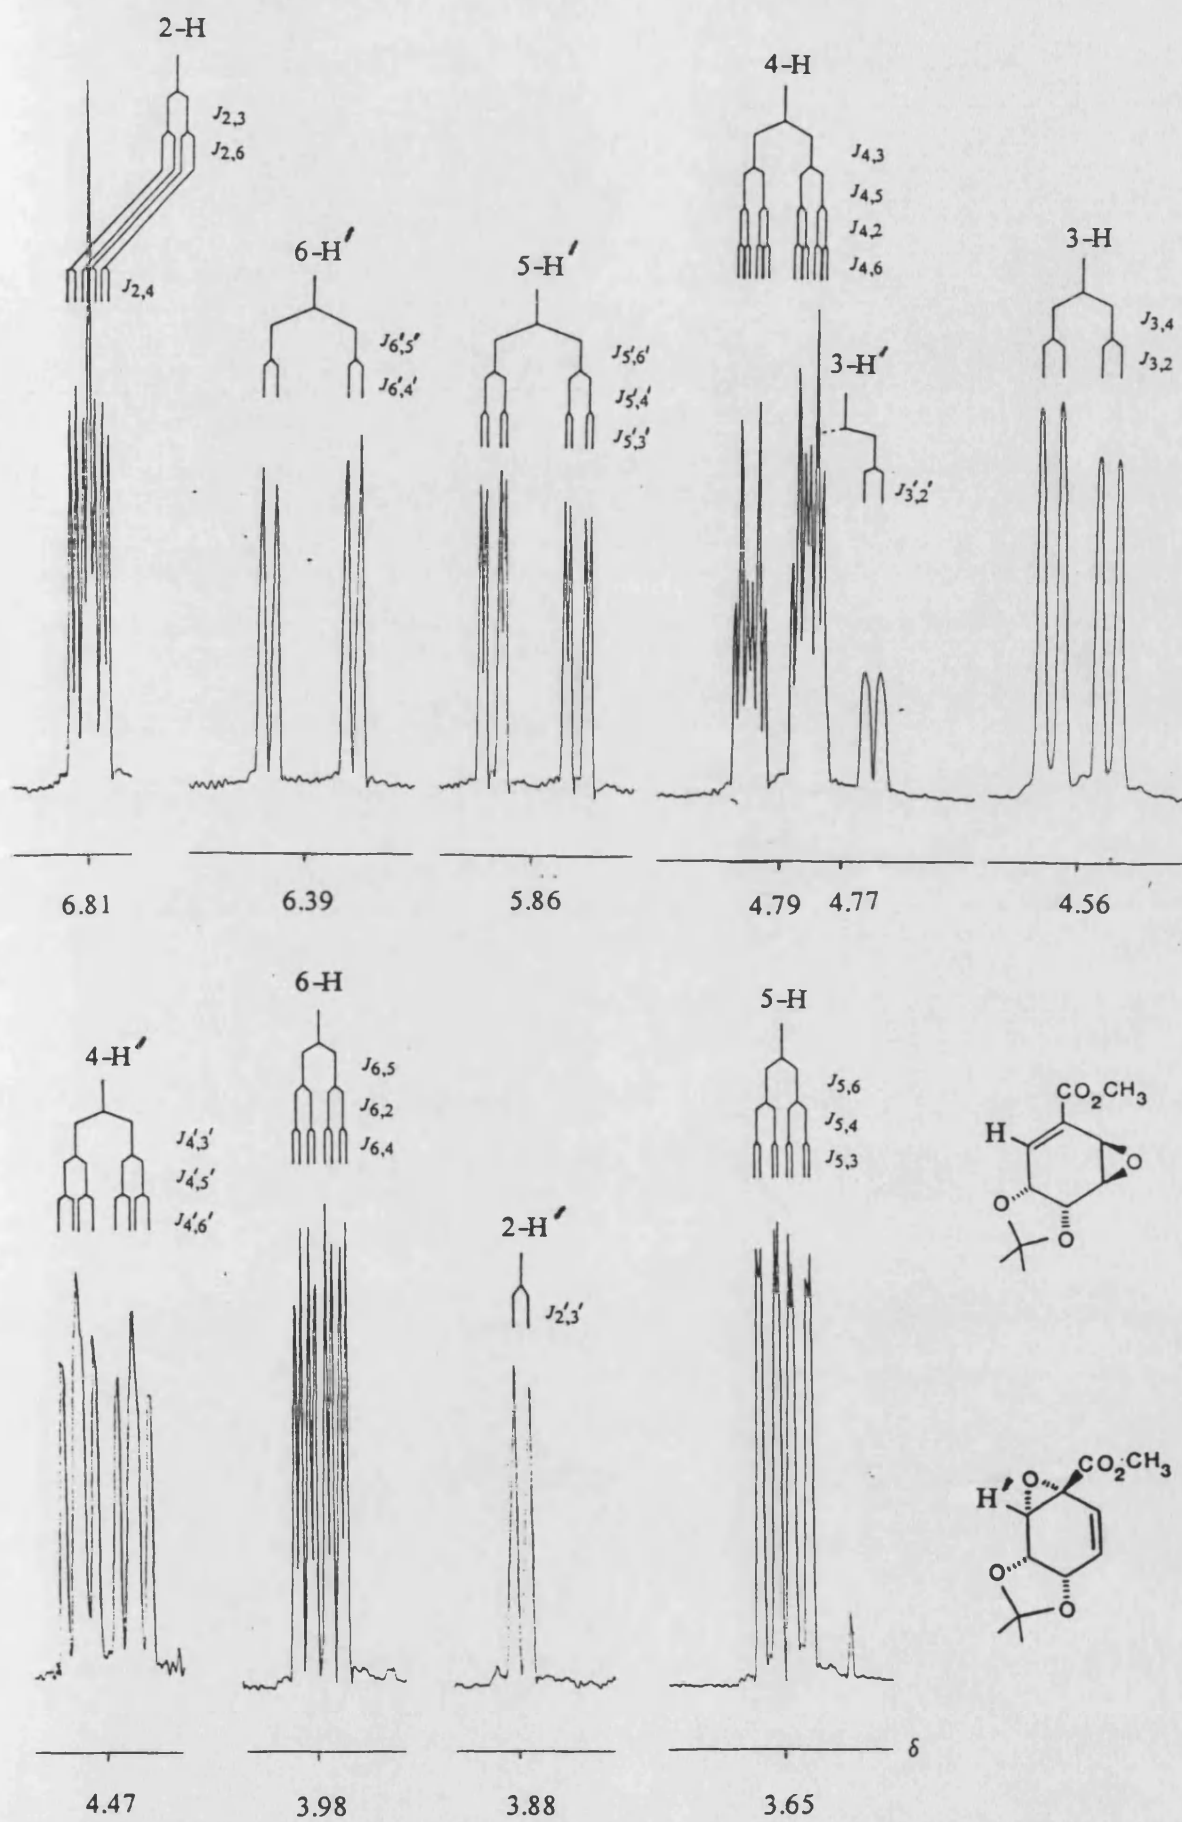 2-H
J2,3
J2,6
J2,4
6-H′
J6′,5′
J6′,4′
5-H′
J5′,6′
J5′,4′
J5′,3′
4-H
J4,3
J4,5
J4,2
J4,6
3-H′
J3′,2′
3-H
J3,4
J3,2
6.81
6.39
5.86
4.79
4.77
4.56
4-H′
J4′,3′
J4′,5′
J4′,6′
6-H
J6,5
J6,2
J6,4
2-H′
J2′,3′
5-H
J5,6
J5,4
J5,3
CO2CH3
H
O
O
O
CO2CH3
O
H′
O
O
δ
4.47
3.98
3.88
3.65